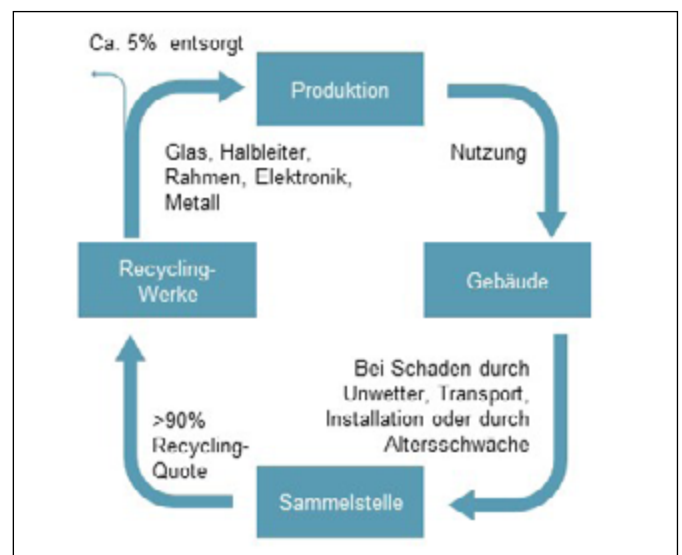 Ca. 5% entsorgt
Produktion
Glas, Halbleiter,
Rahmen, Elektronik,
Metall
Nutzung
Recycling-
Werke
Gebäude
Bei Schaden durch
Unwetter, Transport,
Installation oder durch
Altersschwäche
>90%
Recycling-
Quote
Sammelstelle